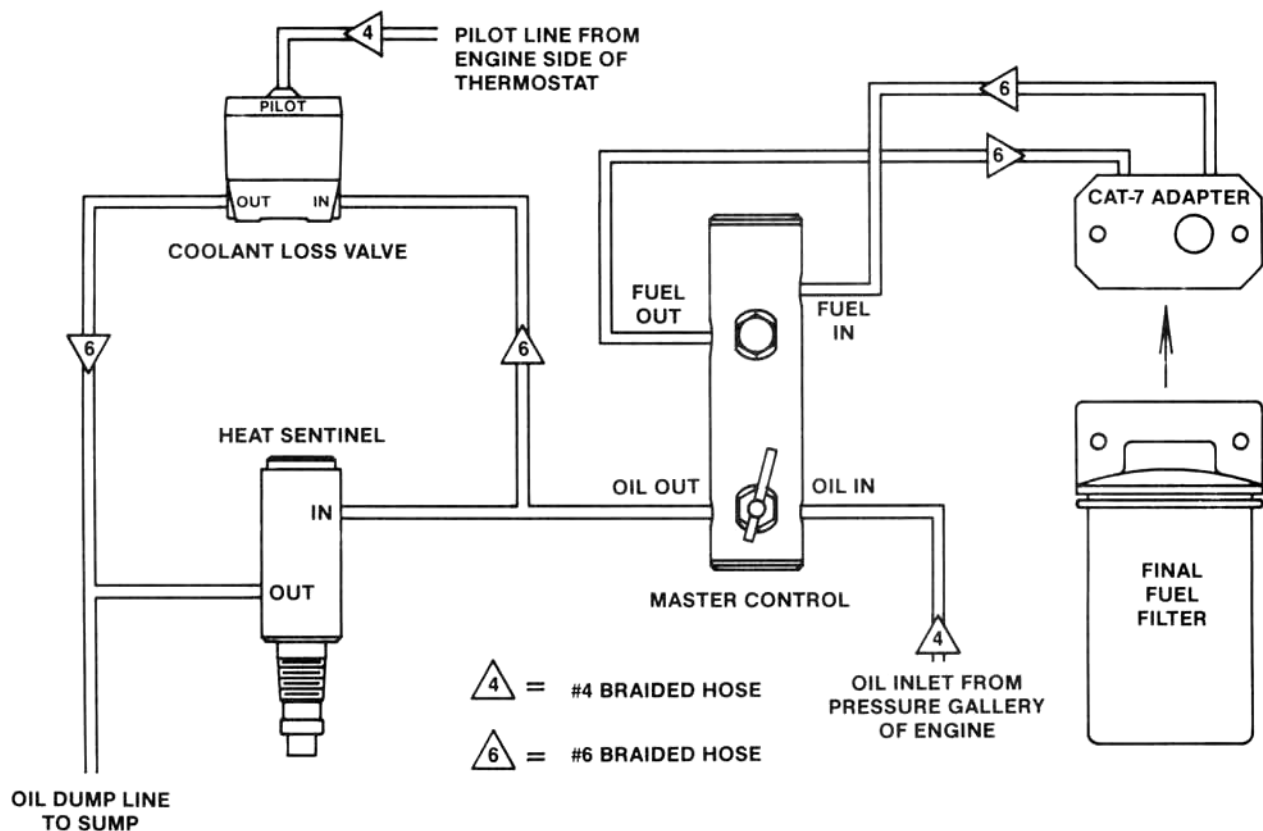 4
PILOT LINE FROM
ENGINE SIDE OF
THERMOSTAT
PILOT
OUT
IN
COOLANT LOSS VALVE
6
6
6
6
CAT-7 ADAPTER
FUEL
OUT
FUEL
IN
HEAT SENTINEL
IN
OUT
OIL OUT
OIL IN
MASTER CONTROL
4
OIL INLET FROM
PRESSURE GALLERY
OF ENGINE
FINAL
FUEL
FILTER
4 = #4 BRAIDED HOSE
6 = #6 BRAIDED HOSE
OIL DUMP LINE
TO SUMP